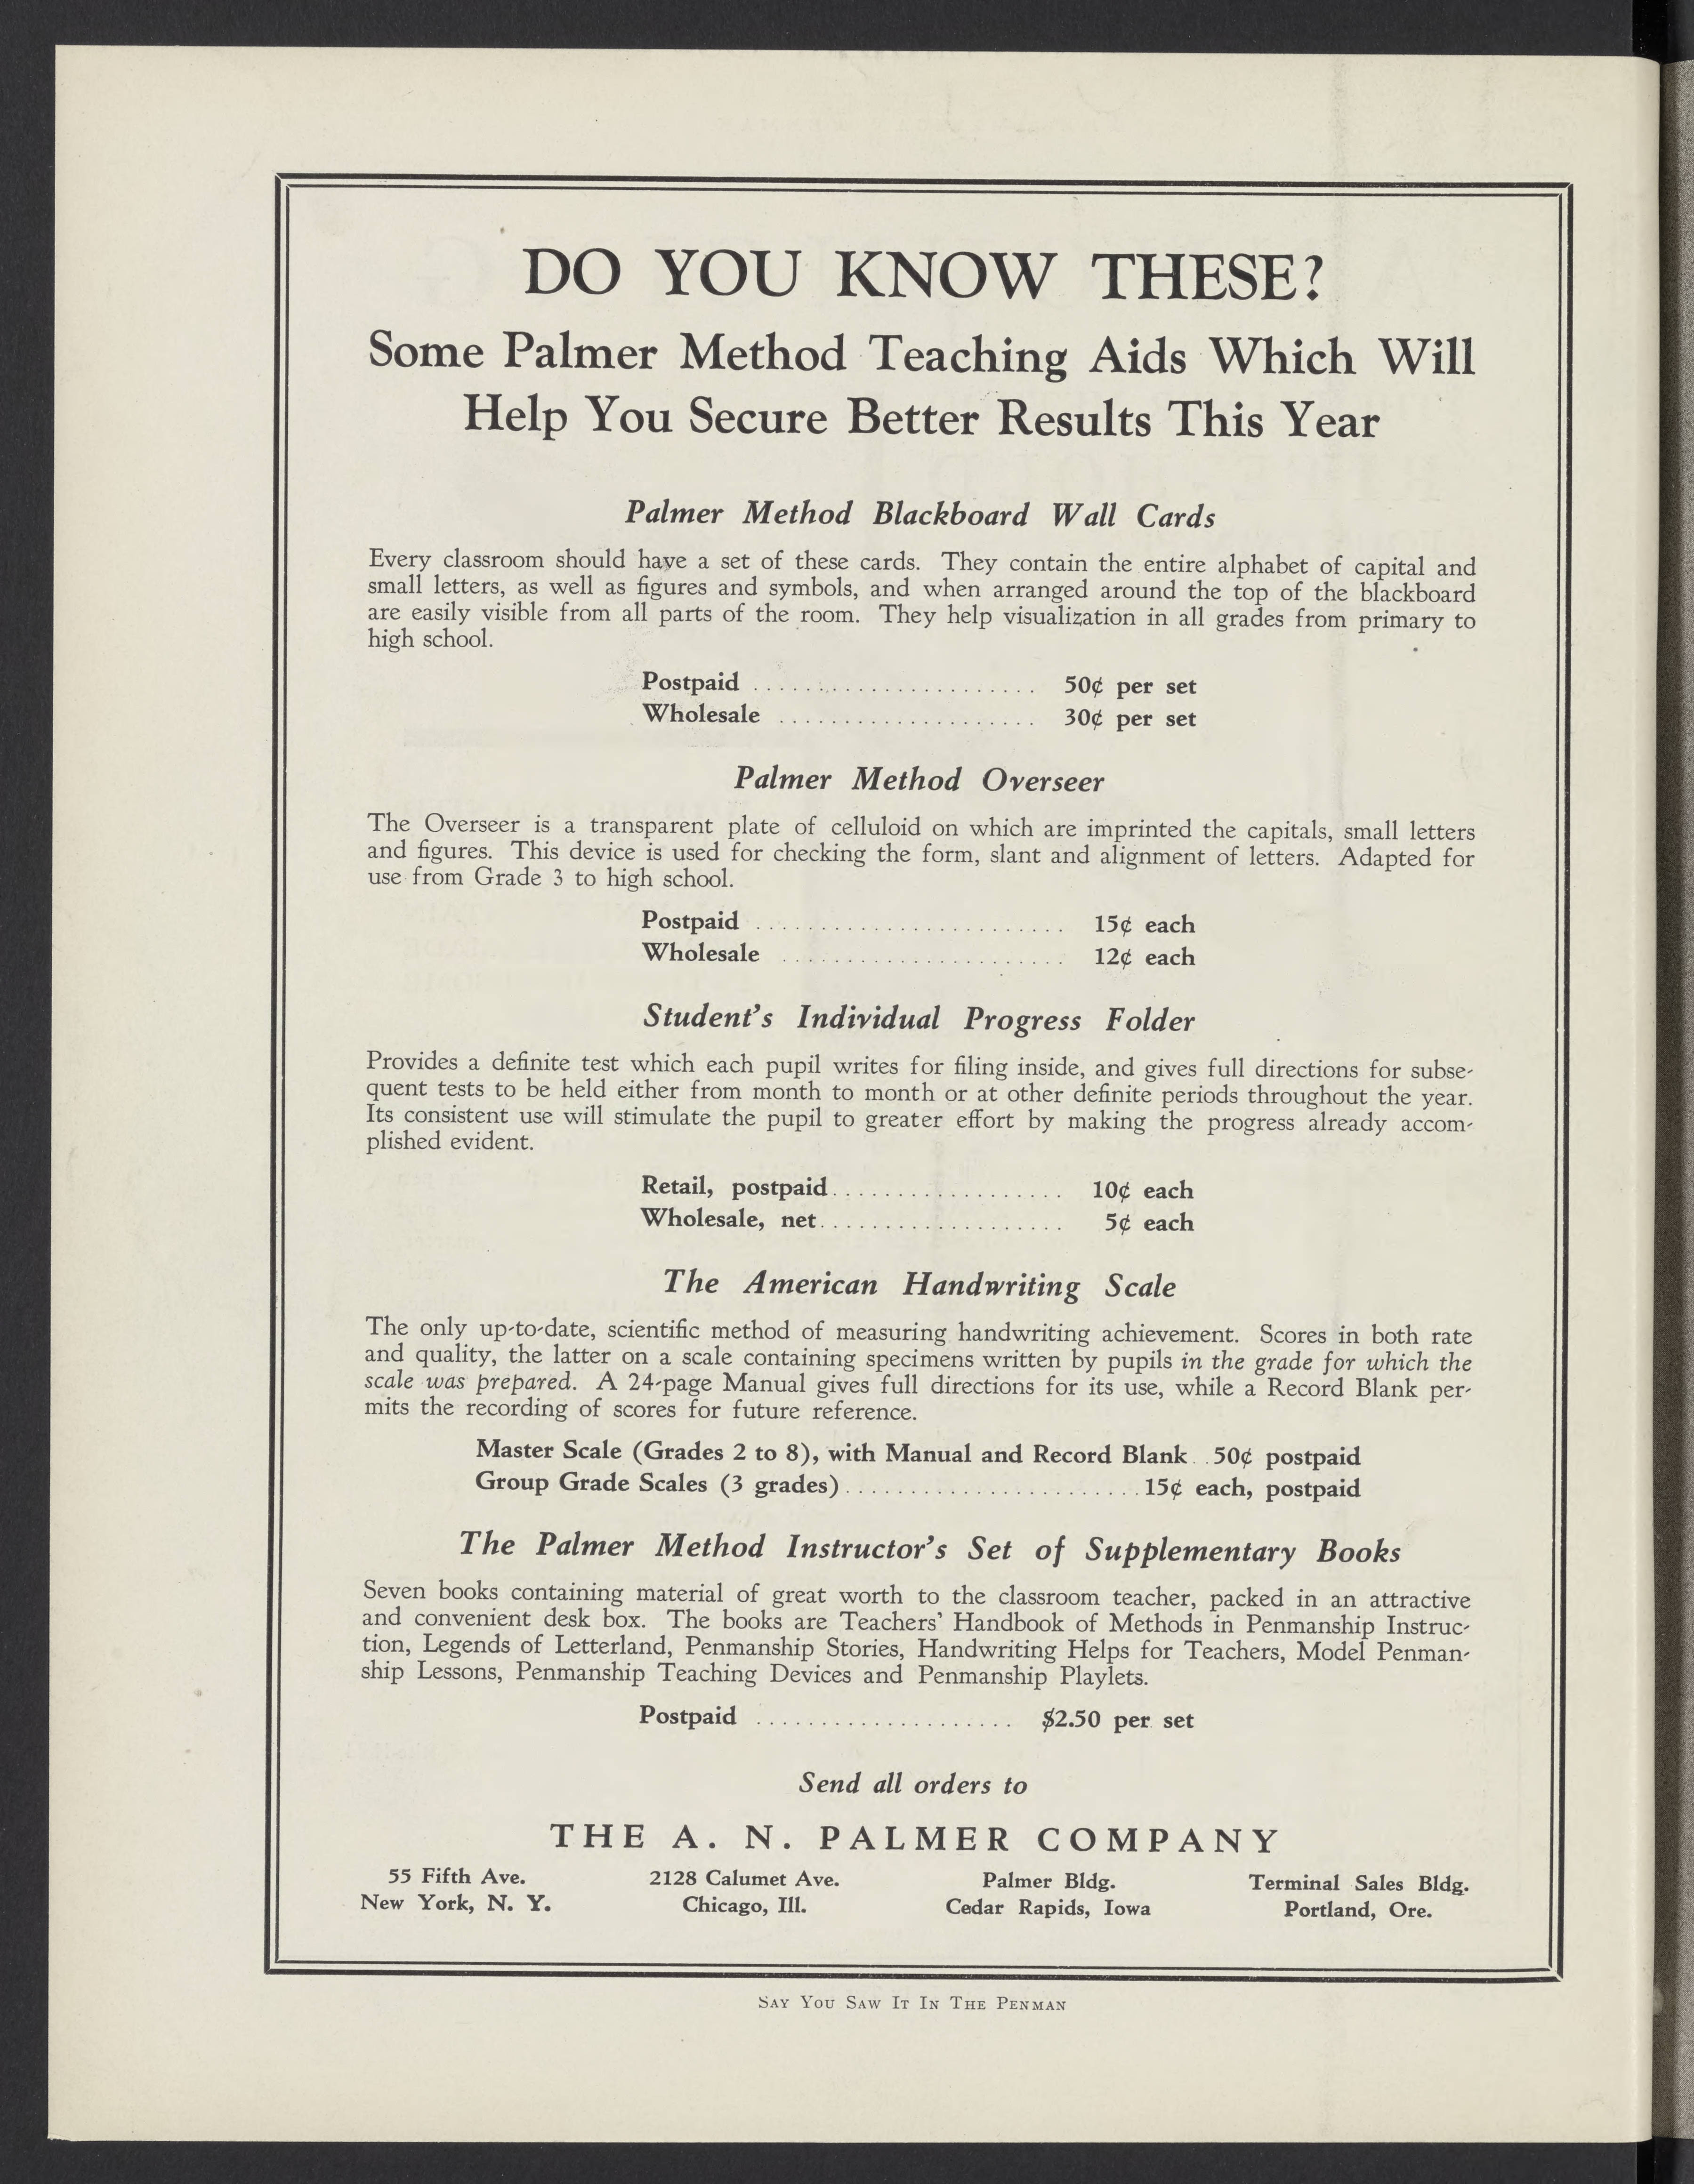 DO YOU KNOW THESE?
Some Palmer Method Teaching Aids Which Will
Help You Secure Better Results This Year
Palmer Method Blackboard Wall Cards
Every classroom should have a set of these cards. They contain the entire alphabet of capital and
small letters, as well as figures and symbols, and when arranged around the top of the blackboard
are easily visible from all parts of the room. They help visualization in all grades from primary to
high school.
Postpaid ...................... 50¢ per set
Wholesale .................... 30¢ per set
Palmer Method Overseer
The Overseer is a transparent plate of celluloid on which are imprinted the capitals, small letters
and figures. This device is used for checking the form, slant and alignment of letters. Adapted for
use from Grade 3 to high school.
Postpaid ........................ 15¢ each
Wholesale ...................... 12¢ each
Student's Individual Progress Folder
Provides a definite test which each pupil writes for filing inside, and gives full directions for subse-
quent tests to be held either from month to month or at other definite periods throughout the year.
Its consistent use will stimulate the pupil to greater effort by making the progress already accom-
plished evident.
Retail, postpaid.................. 10¢ each
Wholesale, net................... 5¢ each
The American Handwriting Scale
The only up-to-date, scientific method of measuring handwriting achievement. Scores in both rate
and quality, the latter on a scale containing specimens written by pupils in the grade for which the
scale was prepared. A 24-page Manual gives full directions for its use, while a Record Blank per-
mits the recording of scores for future reference.
Master Scale (Grades 2 to 8), with Manual and Record Blank..50¢ postpaid
Group Grade Scales (3 grades).......................15¢ each, postpaid
The Palmer Method Instructor's Set of Supplementary Books
Seven books containing material of great worth to the classroom teacher, packed in an attractive
and convenient desk box. The books are Teachers' Handbook of Methods in Penmanship Instruc-
tion, Legends of Letterland, Penmanship Stories, Handwriting Helps for Teachers, Model Penman-
ship Lessons, Penmanship Teaching Devices and Penmanship Playlets.
Postpaid .................... $2.50 per set
Send all orders to
THE A. N. PALMER COMPANY
55 Fifth Ave. 2128 Calumet Ave. Palmer Bldg. Terminal Sales Bldg.
New York, N. Y. Chicago, Ill. Cedar Rapids, Iowa Portland, Ore.
SAY YOU SAW IT IN THE PENMAN